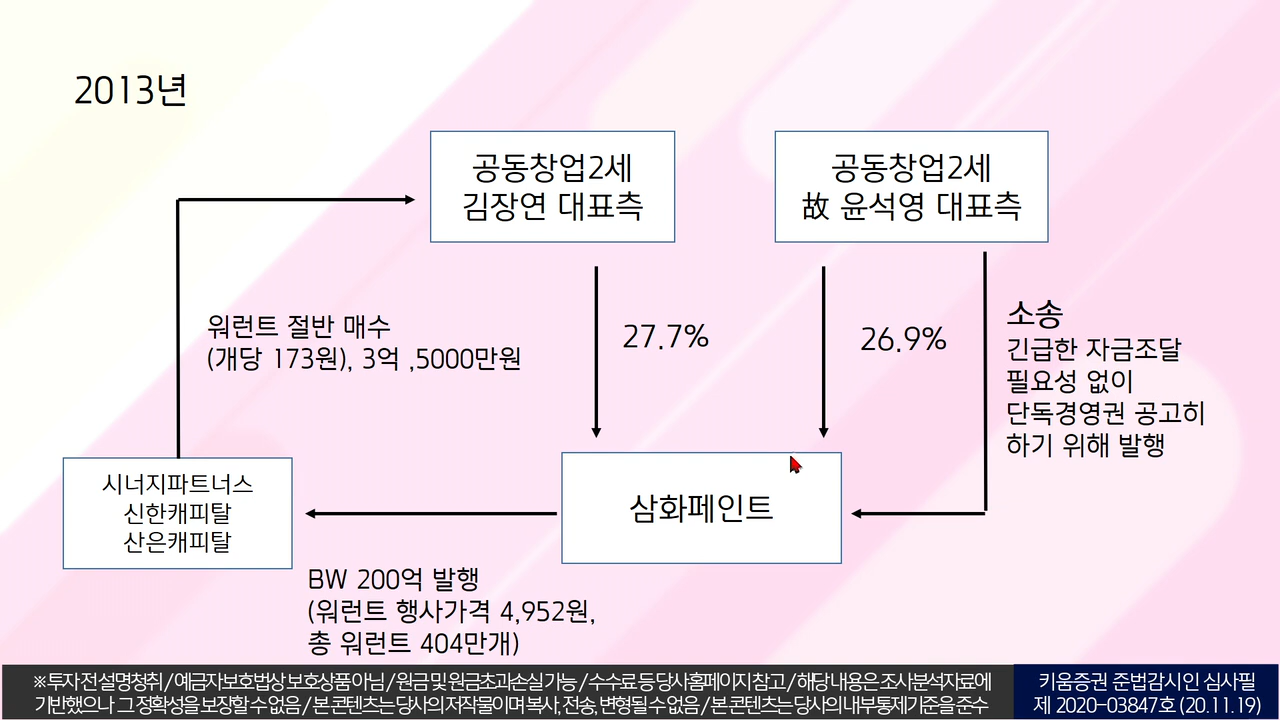 2013년
공동창업2세
김장연 대표측
공동창업2세
故 윤석영 대표측
워런트 절반 매수
(개당 173원), 3억 ,5000만원
27.7%
26.9%
소송
긴급한 자금조달
필요성 없이
단독경영권 공고히
하기 위해 발행
시너지파트너스
신한캐피탈
산은캐피탈
삼화페인트
BW 200억 발행
(워런트 행사가격 4,952원,
총 워런트 404만개)
※ 투자 전 설명청취 / 예금자보호법상 보호상품 아님 / 원금 및 원금초과손실 가능 / 수수료 등 당사홈페이지 참고 / 해당 내용은 조사분석자료에
기반했으나 그 정확성을 보장할 수 없음 / 본 콘텐츠는 당사의 저작물이며 복사, 전송, 변형될 수 없음 / 본 콘텐츠는 당사의 내부통제기준을 준수
키움증권 준법감시인 심사필
제 2020-03847호 (20.11.19)